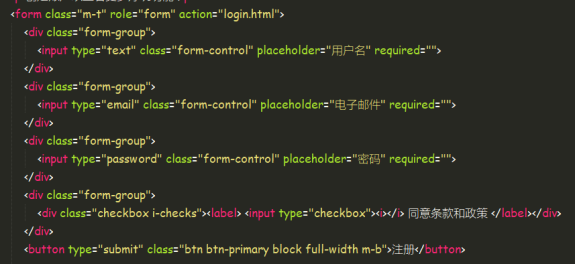 <form class="m-t" role="form" action="login.html">
<div class="form-group">
<input type="text" class="form-control" placeholder="用户名" required="">
</div>
<div class="form-group">
<input type="email" class="form-control" placeholder="电子邮件" required="">
</div>
<div class="form-group">
<input type="password" class="form-control" placeholder="密码" required="">
</div>
<div class="form-group">
<div class="checkbox i-checks"><label> <input type="checkbox"><i></i> 同意条款和政策 </label></div>
</div>
<button type="submit" class="btn btn-primary block full-width m-b">注册</button>